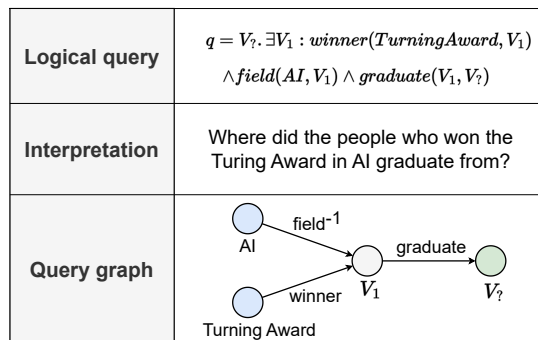 Logical query
q = V?.∃V1 : winner(TurningAward, V1)
∧field(AI, V1) ∧ graduate(V1, V?)
Interpretation
Where did the people who won the
Turing Award in AI graduate from?
Query graph
AI
field-1
winner
Turning Award
V1
graduate
V?